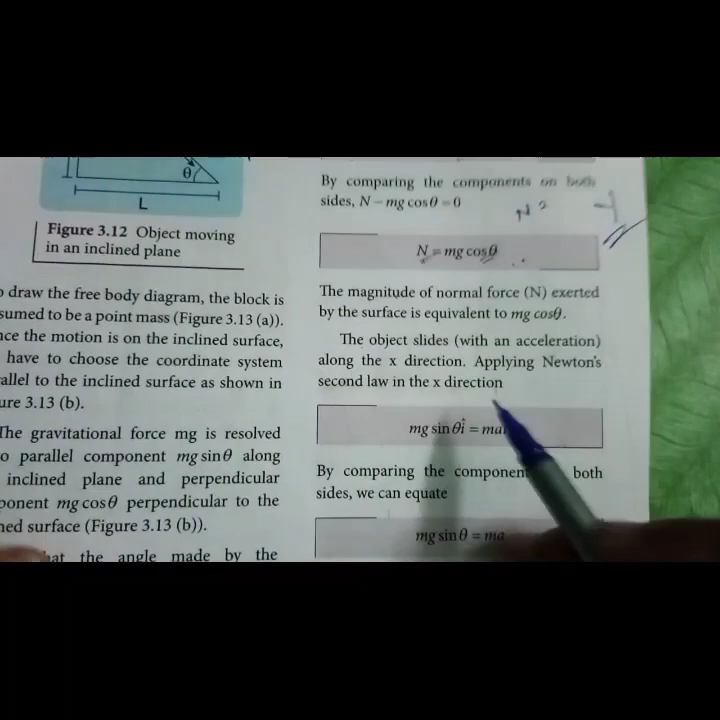 θ
L
Figure 3.12 Object moving
in an inclined plane
draw the free body diagram, the block is
sumed to be a point mass (Figure 3.13 (a)).
nce the motion is on the inclined surface,
have to choose the coordinate system
allel to the inclined surface as shown in
ure 3.13 (b).
The gravitational force mg is resolved
o parallel component mg sinθ along
inclined plane and perpendicular
ponent mg cosθ perpendicular to the
ned surface (Figure 3.13 (b)).
hat the angle made by the
By comparing the components on both
sides, N – mg cosθ = 0
N = mg cosθ
The magnitude of normal force (N) exerted
by the surface is equivalent to mg cosθ.
The object slides (with an acceleration)
along the x direction. Applying Newton's
second law in the x direction
mg sinθî = ma
By comparing the component both
sides, we can equate
mg sinθ = ma